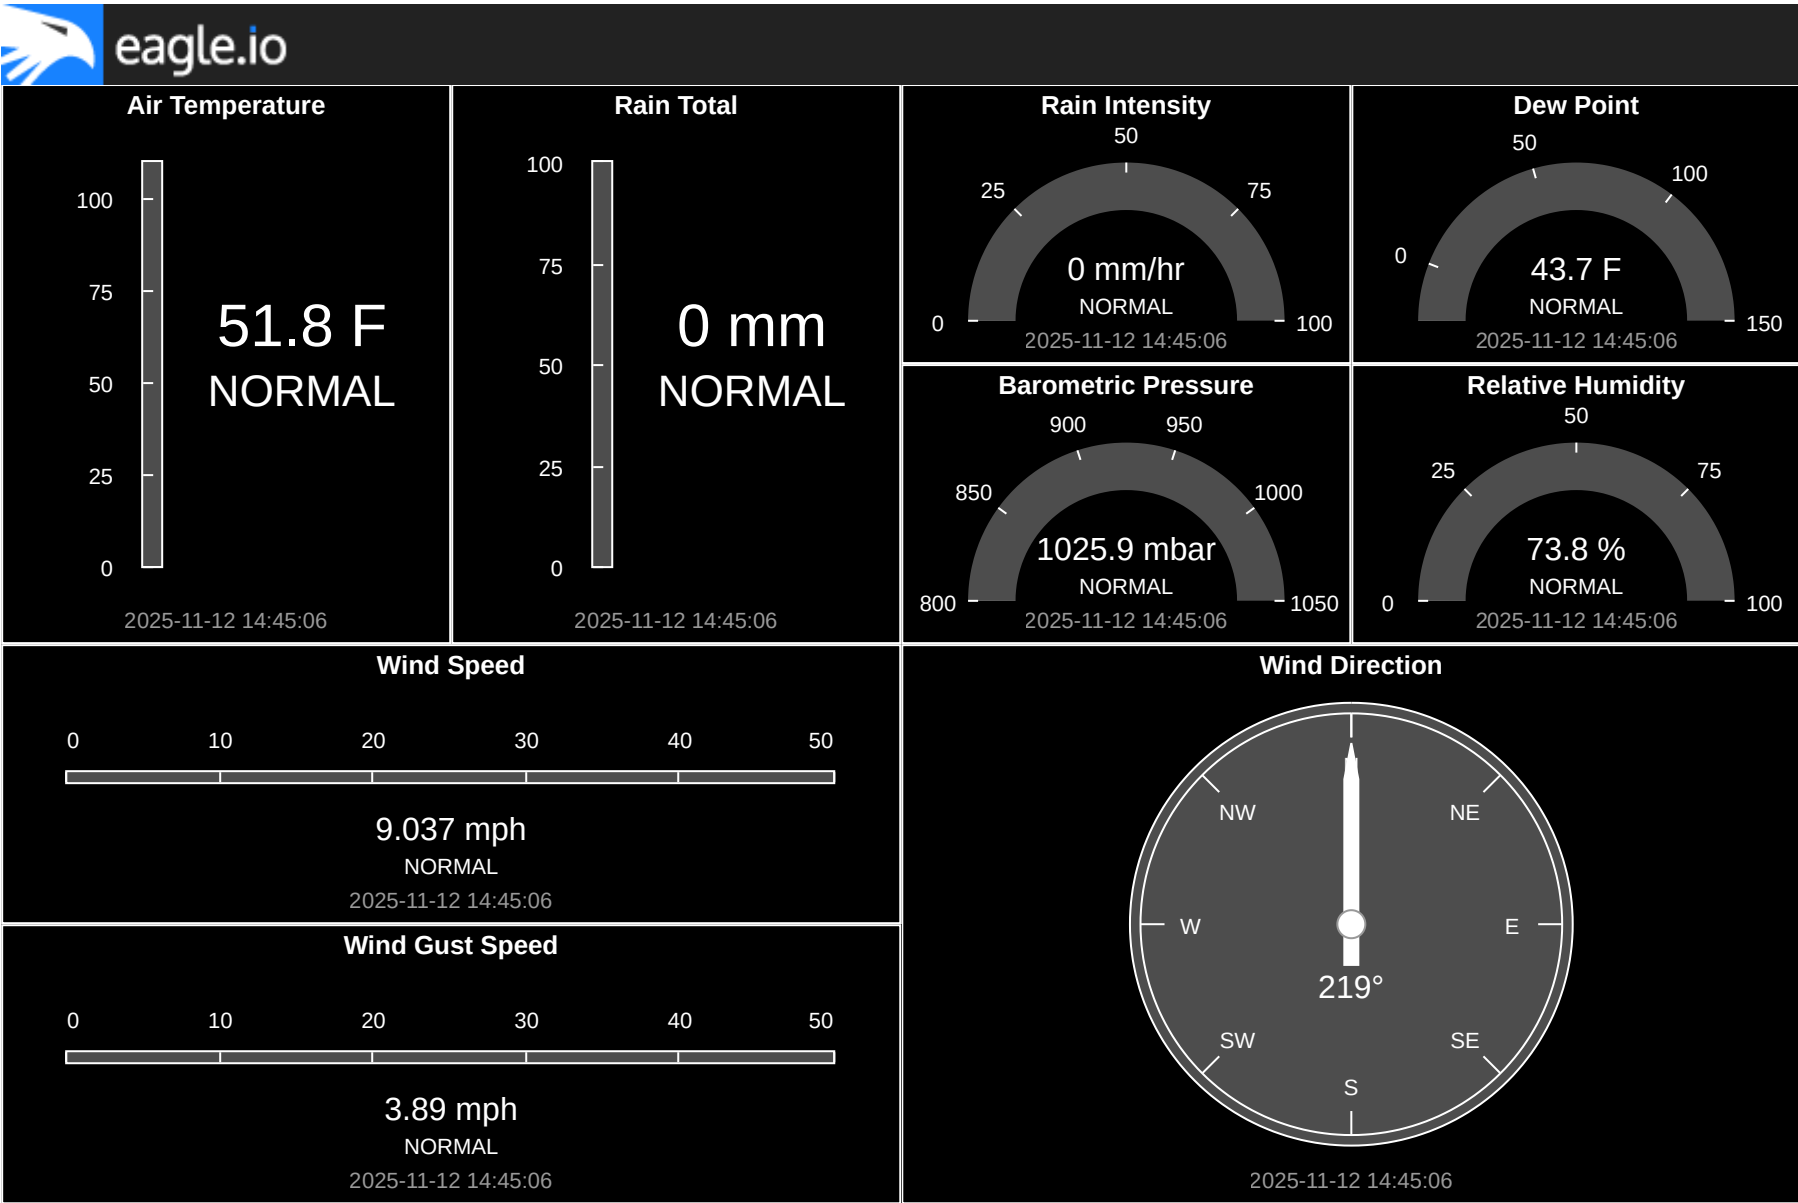 eagle.io
Air Temperature
100
75
50
25
0
51.8 F
NORMAL
2025-11-12 14:45:06
Rain Total
100
75
50
25
0
0 mm
NORMAL
2025-11-12 14:45:06
Rain Intensity
50
25
75
0
100
0 mm/hr
NORMAL
2025-11-12 14:45:06
Dew Point
50
100
0
150
43.7 F
NORMAL
2025-11-12 14:45:06
Barometric Pressure
900
950
850
1000
800
1050
1025.9 mbar
NORMAL
2025-11-12 14:45:06
Relative Humidity
50
25
75
0
100
73.8 %
NORMAL
2025-11-12 14:45:06
Wind Speed
0 10 20 30 40 50
9.037 mph
NORMAL
2025-11-12 14:45:06
Wind Gust Speed
0 10 20 30 40 50
3.89 mph
NORMAL
2025-11-12 14:45:06
Wind Direction
NW NE
W E
219°
SW SE
S
2025-11-12 14:45:06